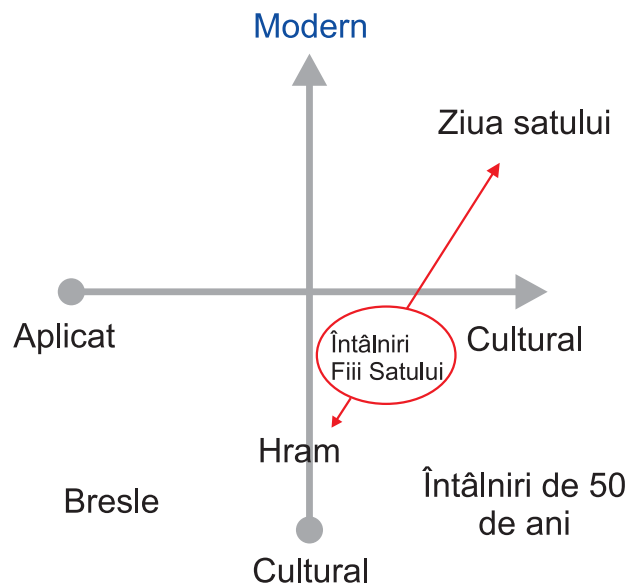 Modern
Ziua satului
Aplicat
Întâlniri
Fiii Satului
Cultural
Hram
Bresle
Întâlniri de 50
de ani
Cultural